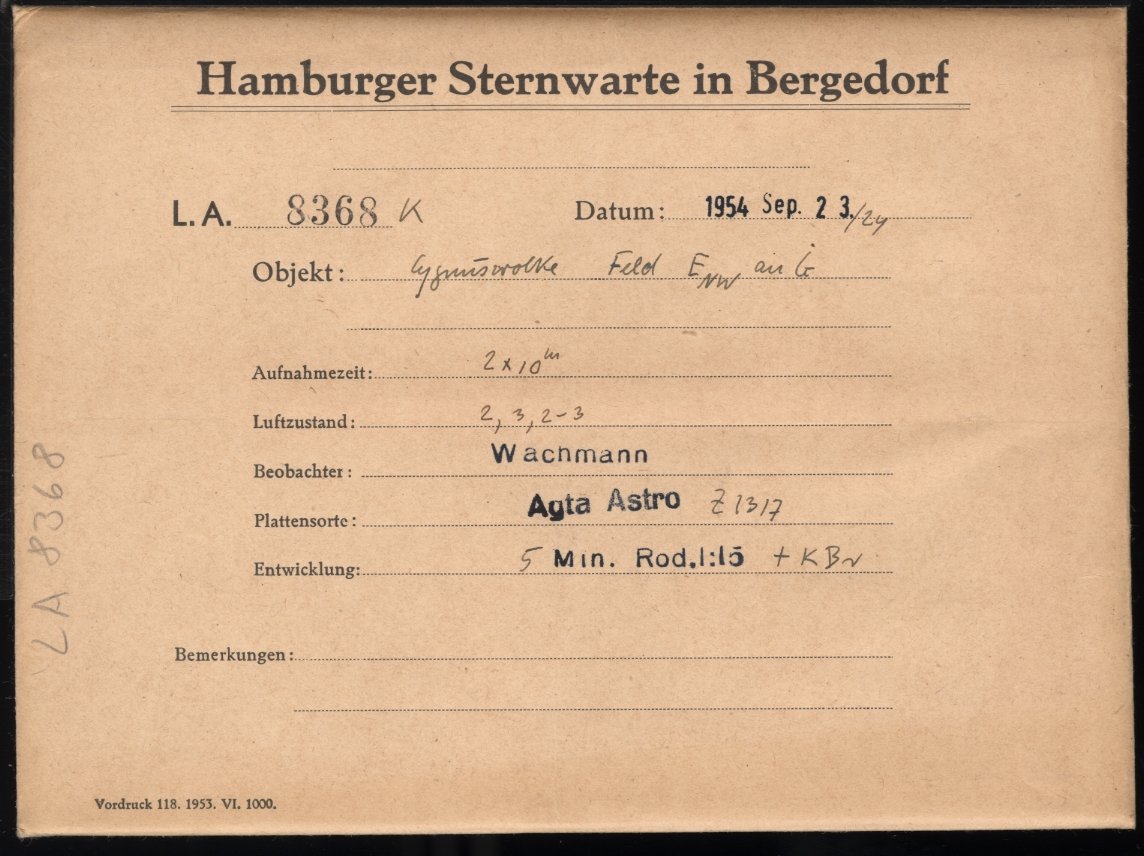 Hamburger Sternwarte in Bergedorf
L. A. 8368 K Datum: 1954 Sep. 23./24
Objekt: Cygnuswolke Feld E NW an
Aufnahmezeit: 2 x 10 m
Luftzustand: 2, 3, 2-3
Beobachter: Wachmann
Plattensorte: Agfa Astro Z 1317
Entwicklung: 5 Min. Rod. 1:15 + KBr
Bemerkungen:
Vordruck 118. 1953. VI. 1000.
LA 8368